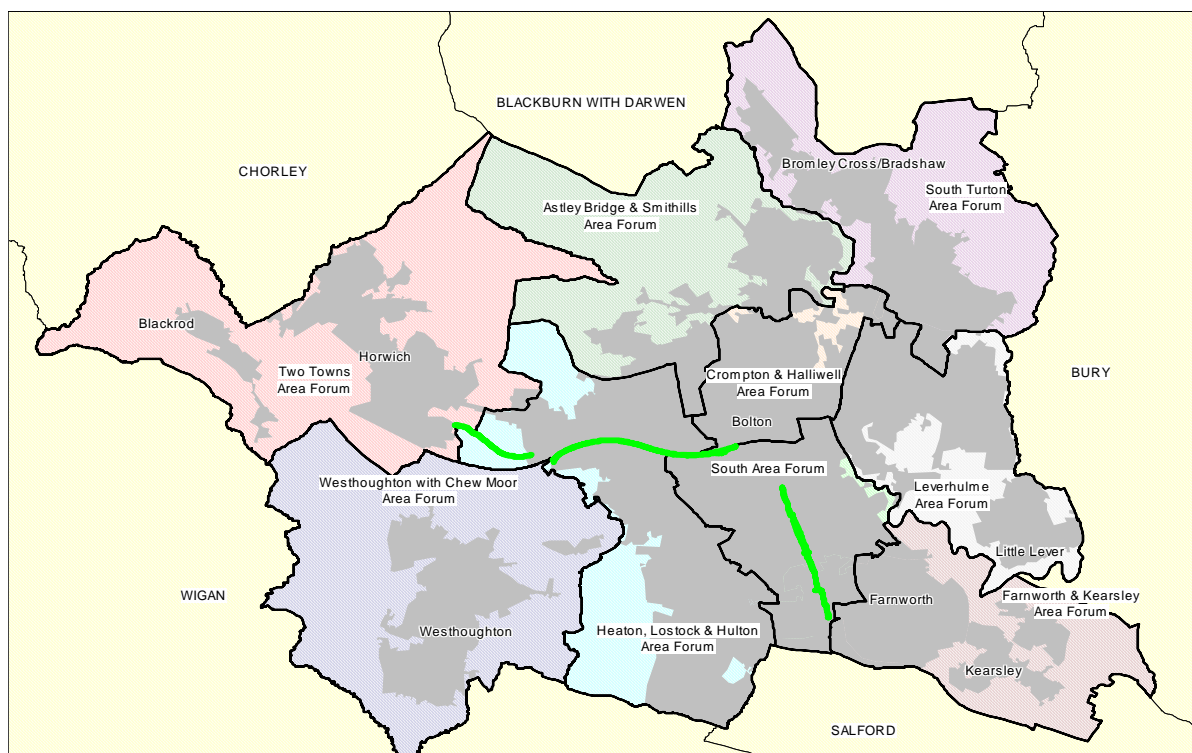 BLACKBURN WITH DARWEN
CHORLEY
Bromley Cross/Bradshaw
South Turton
Area Forum
Astley Bridge & Smithills
Area Forum
Blackrod
Horwich
Two Towns
Area Forum
Crompton & Halliwell
Area Forum
BURY
Bolton
South Area Forum
Westhoughton with Chew Moor
Area Forum
Leverhulme
Area Forum
Little Lever
WIGAN
Farnworth
Farnworth & Kearsley
Area Forum
Westhoughton
Heaton, Lostock & Hulton
Area Forum
Kearsley
SALFORD